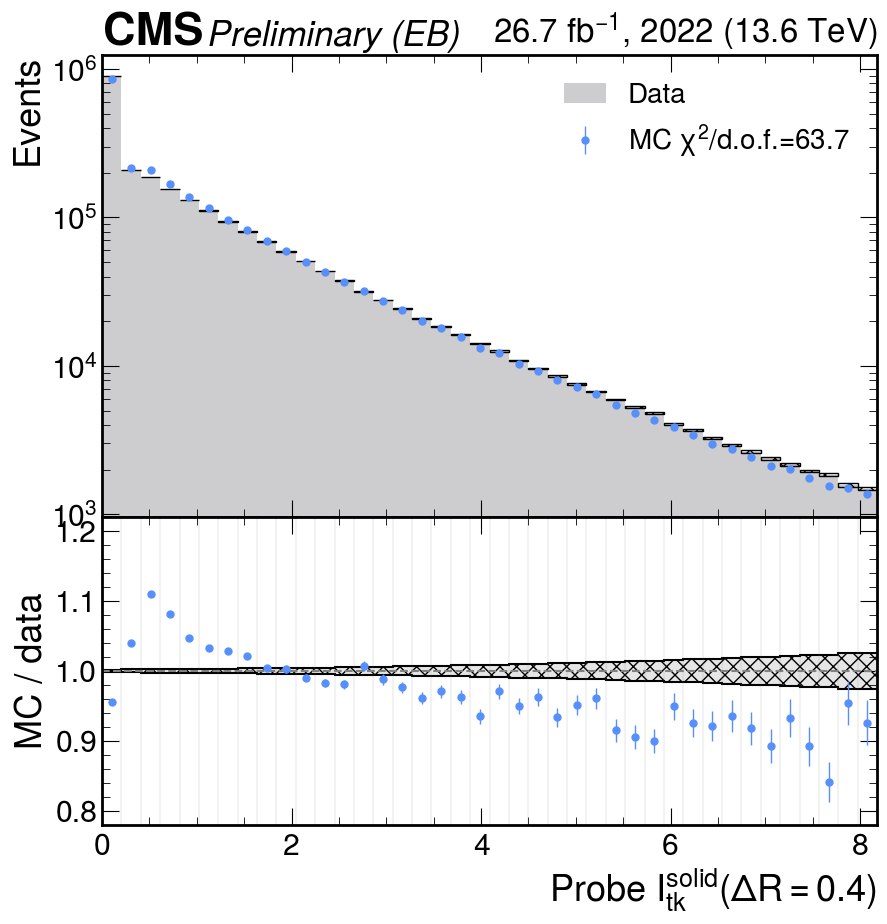 CMS Preliminary (EB) 26.7 fb⁻¹, 2022 (13.6 TeV)
Events
10⁶
10⁵
10⁴
10³
Data
MC χ²/d.o.f.=63.7
MC / data
1.2
1.1
1.0
0.9
0.8
0 2 4 6 8
Probe I_tk^solid(ΔR = 0.4)